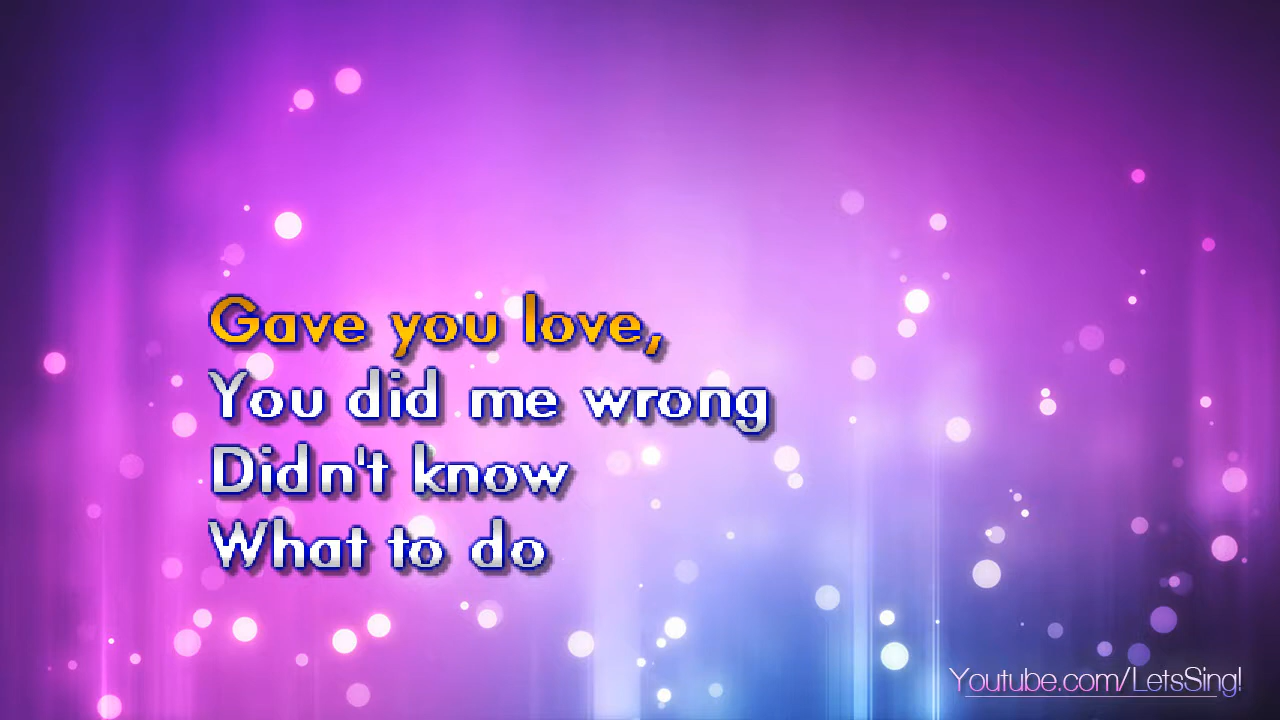 Gave you love,
You did me wrong
Didn't know
What to do
Youtube.com/LetsSing!